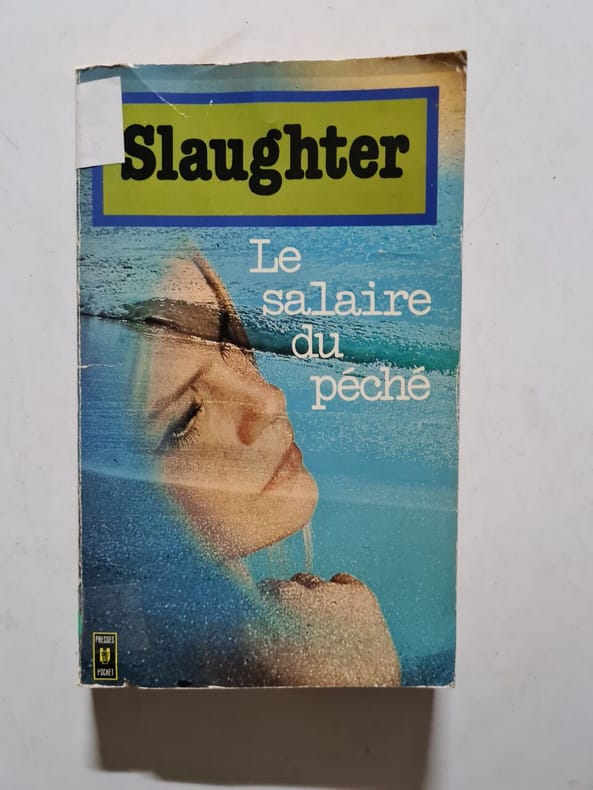 Slaughter
Le
salaire
du
péché
PRESSES
POCKET